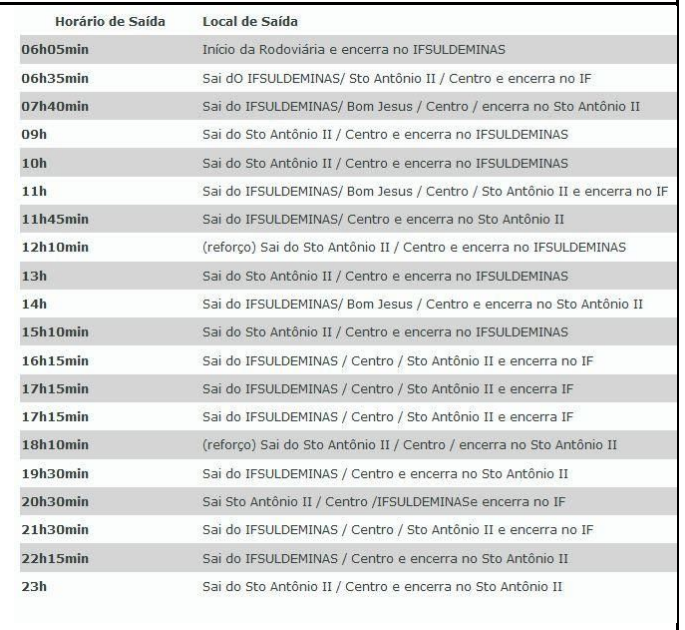 Horário de Saída Local de Saída
06h05min Início da Rodoviária e encerra no IFSULDEMINAS
06h35min Sai dO IFSULDEMINAS/ Sto Antônio II / Centro e encerra no IF
07h40min Sai do IFSULDEMINAS/ Bom Jesus / Centro / encerra no Sto Antônio II
09h Sai do Sto Antônio II / Centro e encerra no IFSULDEMINAS
10h Sai do Sto Antônio II / Centro e encerra no IFSULDEMINAS
11h Sai do IFSULDEMINAS/ Bom Jesus / Centro / Sto Antônio II e encerra no IF
11h45min Sai do IFSULDEMINAS/ Centro e encerra no Sto Antônio II
12h10min (reforço) Sai do Sto Antônio II / Centro e encerra no IFSULDEMINAS
13h Sai do Sto Antônio II / Centro e encerra no IFSULDEMINAS
14h Sai do IFSULDEMINAS/ Bom Jesus / Centro e encerra no Sto Antônio II
15h10min Sai do Sto Antônio II / Centro e encerra no IFSULDEMINAS
16h15min Sai do IFSULDEMINAS / Centro / Sto Antônio II e encerra no IF
17h15min Sai do IFSULDEMINAS / Centro / Sto Antônio II e encerra IF
17h15min Sai do IFSULDEMINAS / Centro / Sto Antônio II e encerra IF
18h10min (reforço) Sai do Sto Antônio II / Centro / encerra no Sto Antônio II
19h30min Sai do IFSULDEMINAS / Centro e encerra no Sto Antônio II
20h30min Sai Sto Antônio II / Centro /IFSULDEMINASe encerra no IF
21h30min Sai do IFSULDEMINAS / Centro / Sto Antônio II e encerra no IF
22h15min Sai do IFSULDEMINAS / Centro e encerra no Sto Antônio II
23h Sai do Sto Antônio II / Centro e encerra no Sto Antônio II